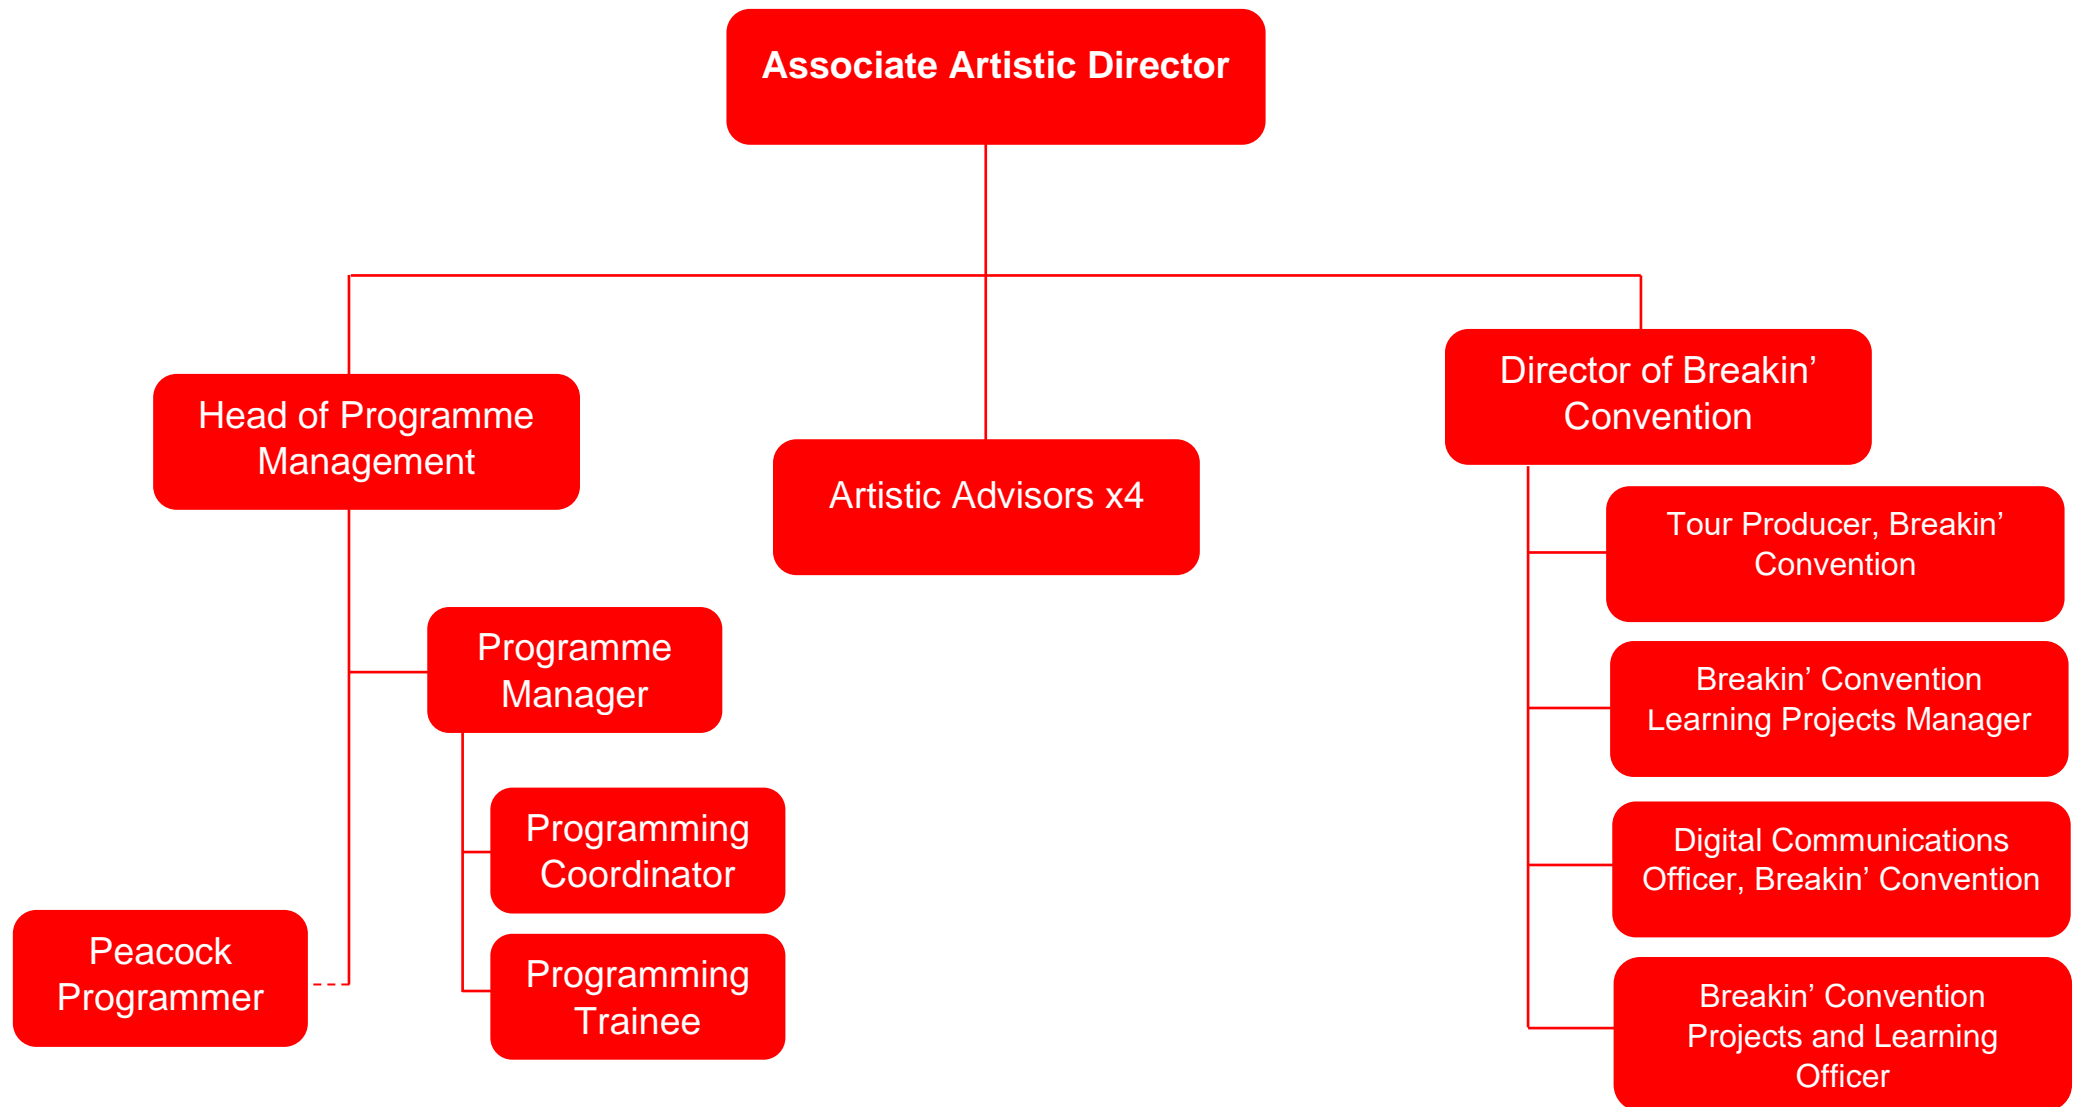 Associate Artistic Director
Head of Programme
Management
Artistic Advisors x4
Director of Breakin’
Convention
Programme
Manager
Programming
Coordinator
Programming
Trainee
Peacock
Programmer
Tour Producer, Breakin’
Convention
Breakin’ Convention
Learning Projects Manager
Digital Communications
Officer, Breakin’ Convention
Breakin’ Convention
Projects and Learning
Officer